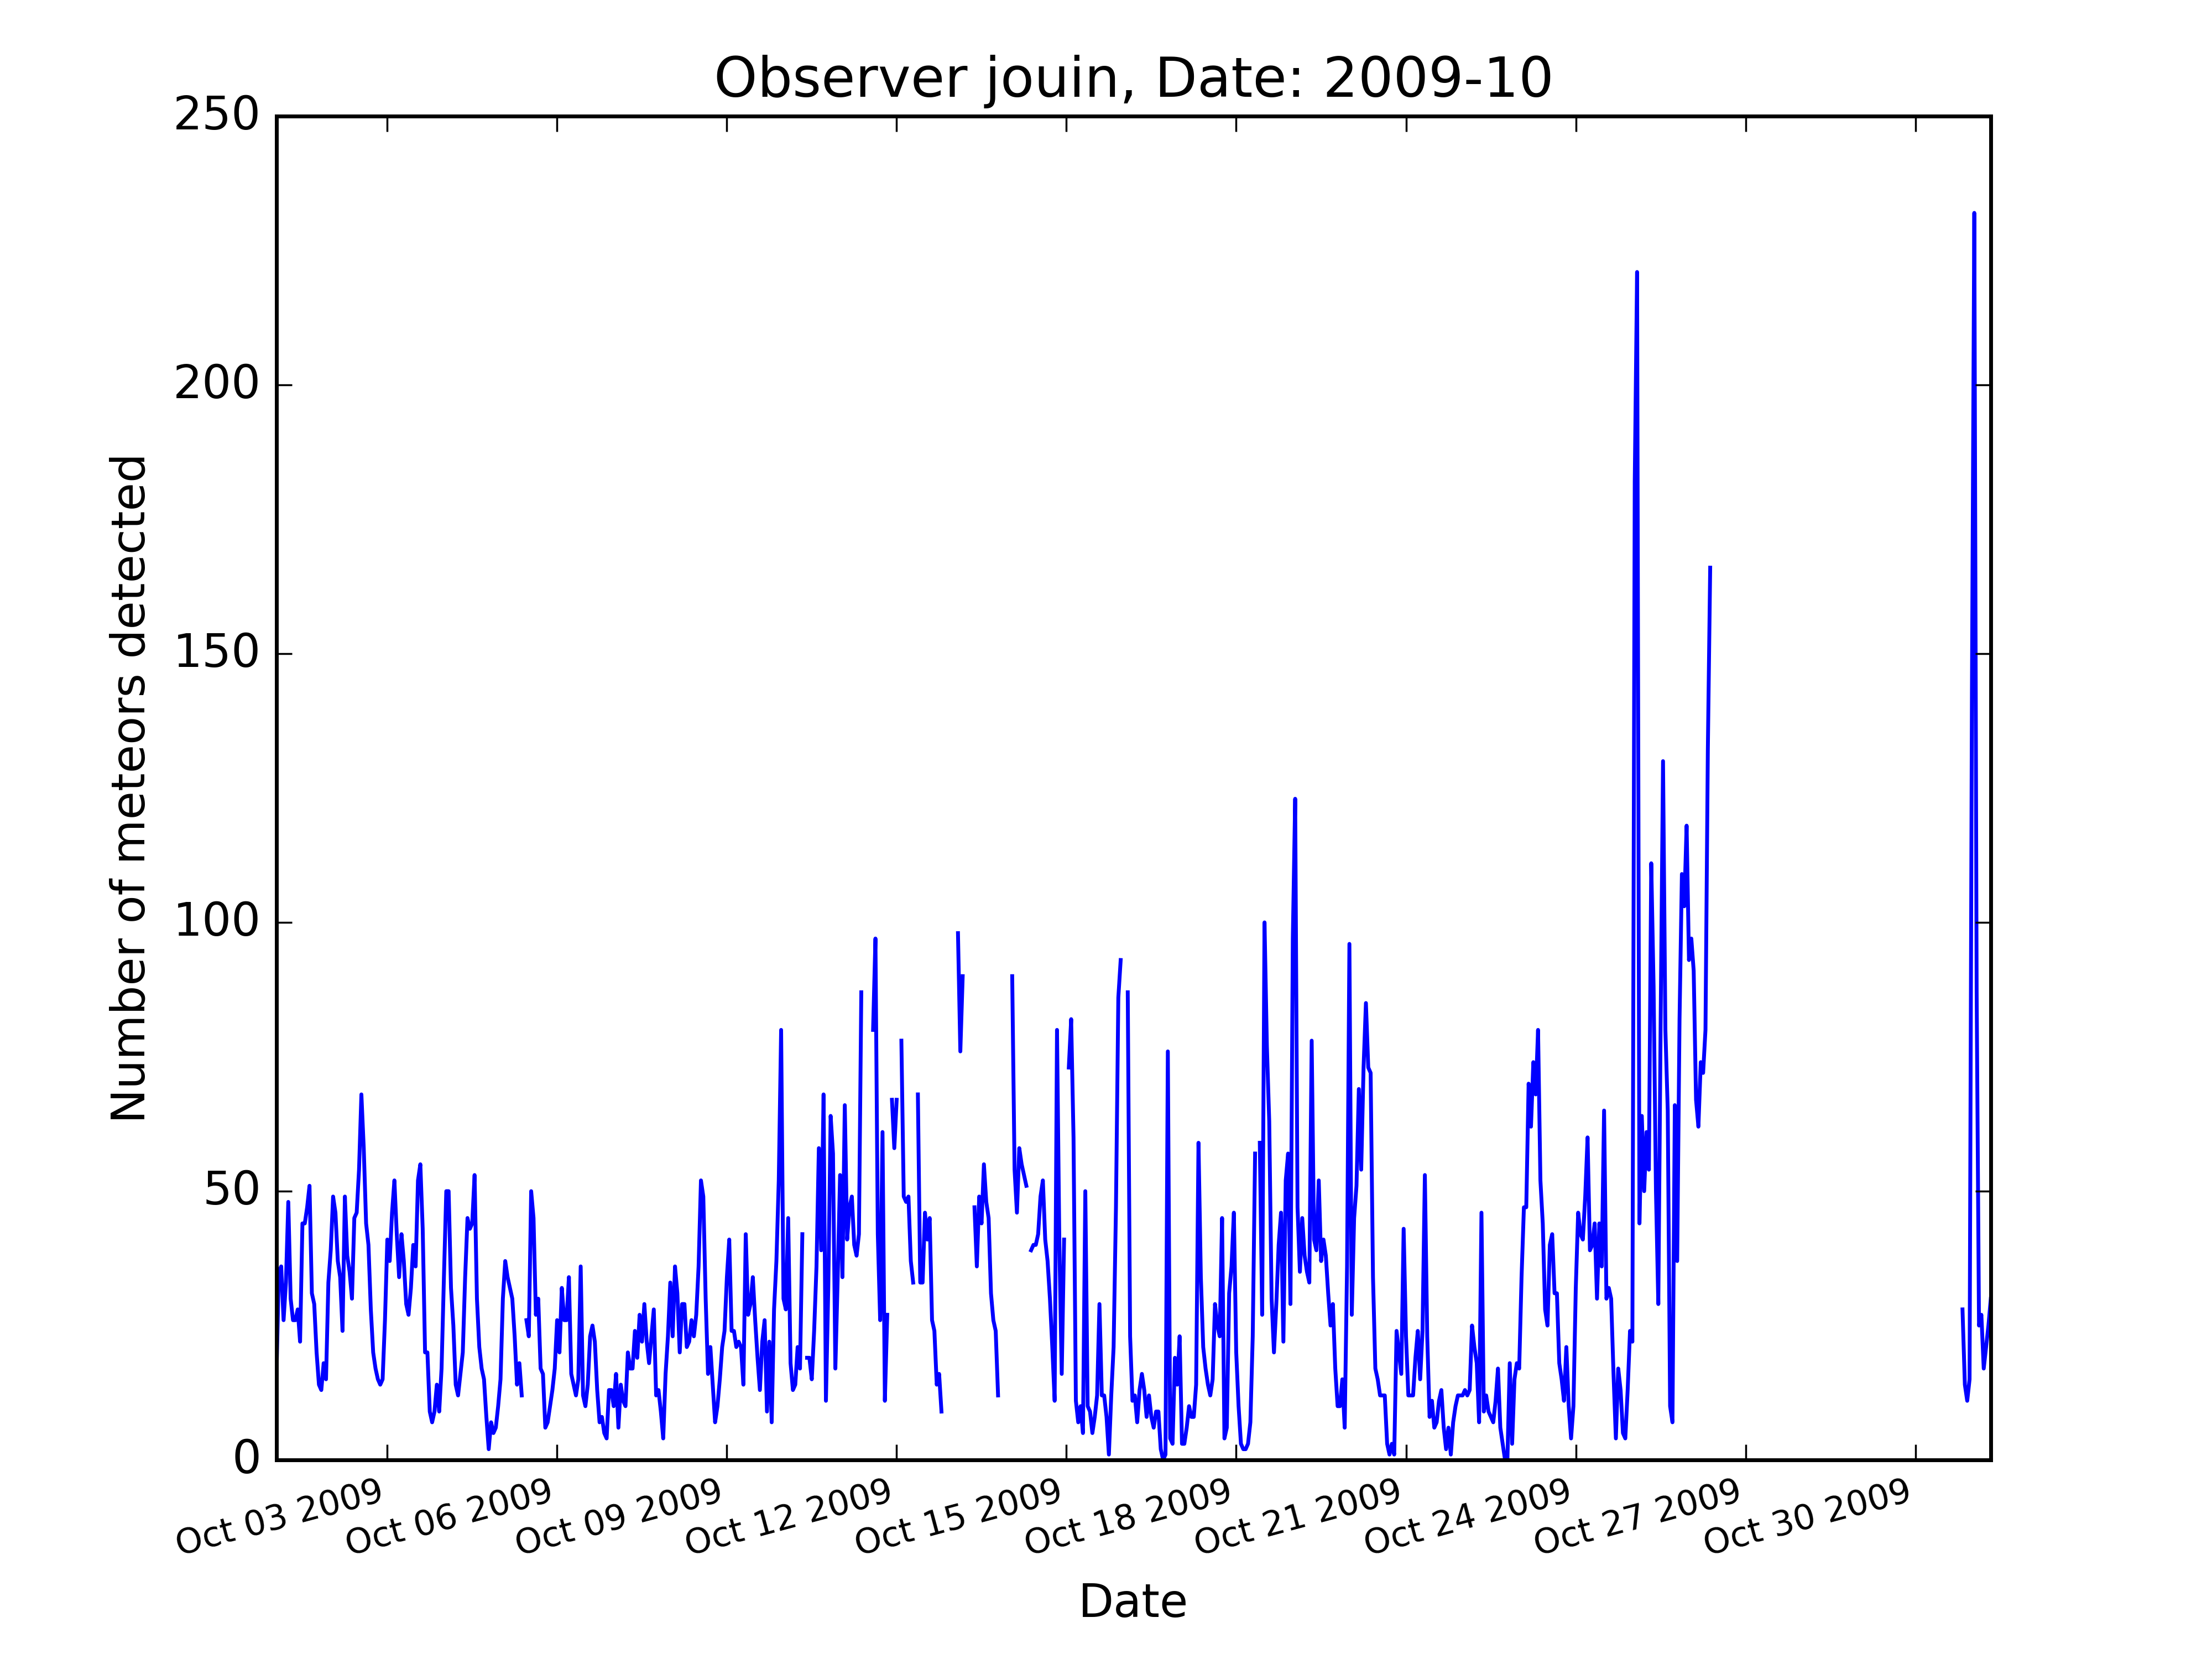 Observer jouin, Date: 2009-10
Number of meteors detected
250
200
150
100
50
0
Oct 03 2009
Oct 06 2009
Oct 09 2009
Oct 12 2009
Oct 15 2009
Oct 18 2009
Oct 21 2009
Oct 24 2009
Oct 27 2009
Oct 30 2009
Date